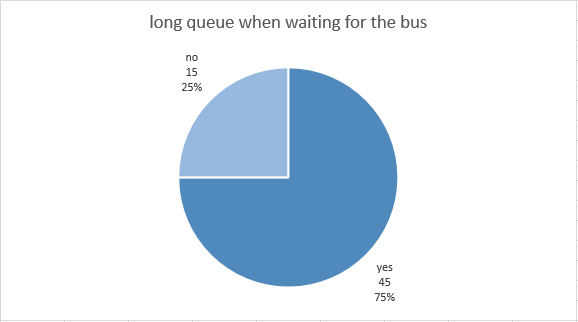 long queue when waiting for the bus
no
15
25%
yes
45
75%